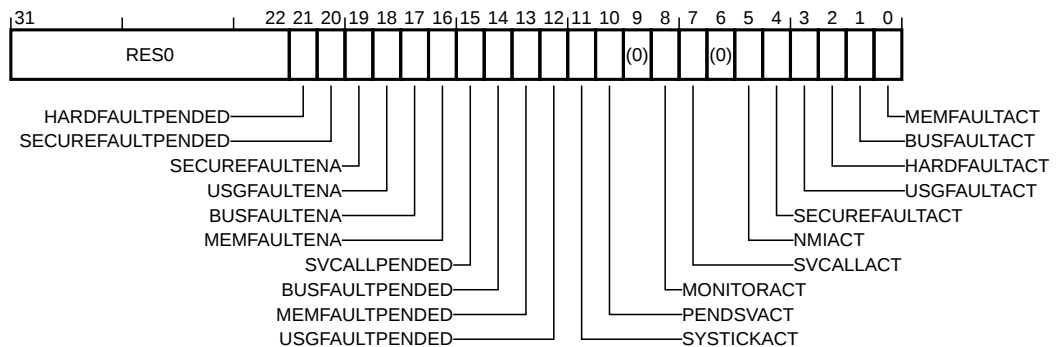 31 22 21 20 19 18 17 16 15 14 13 12 11 10 9 8 7 6 5 4 3 2 1 0
RES0 (0) (0)
HARDFAULTPENDED MEMFAULTACT
SECUREFAULTPENDED BUSFAULTACT
SECUREFAULTENA HARDFAULTACT
USGFAULTENA USGFAULTACT
BUSFAULTENA SECUREFAULTACT
MEMFAULTENA NMIACT
SVCALLPENDED SVCALLACT
BUSFAULTPENDED MONITORACT
MEMFAULTPENDED PENDSVACT
USGFAULTPENDED SYSTICKACT